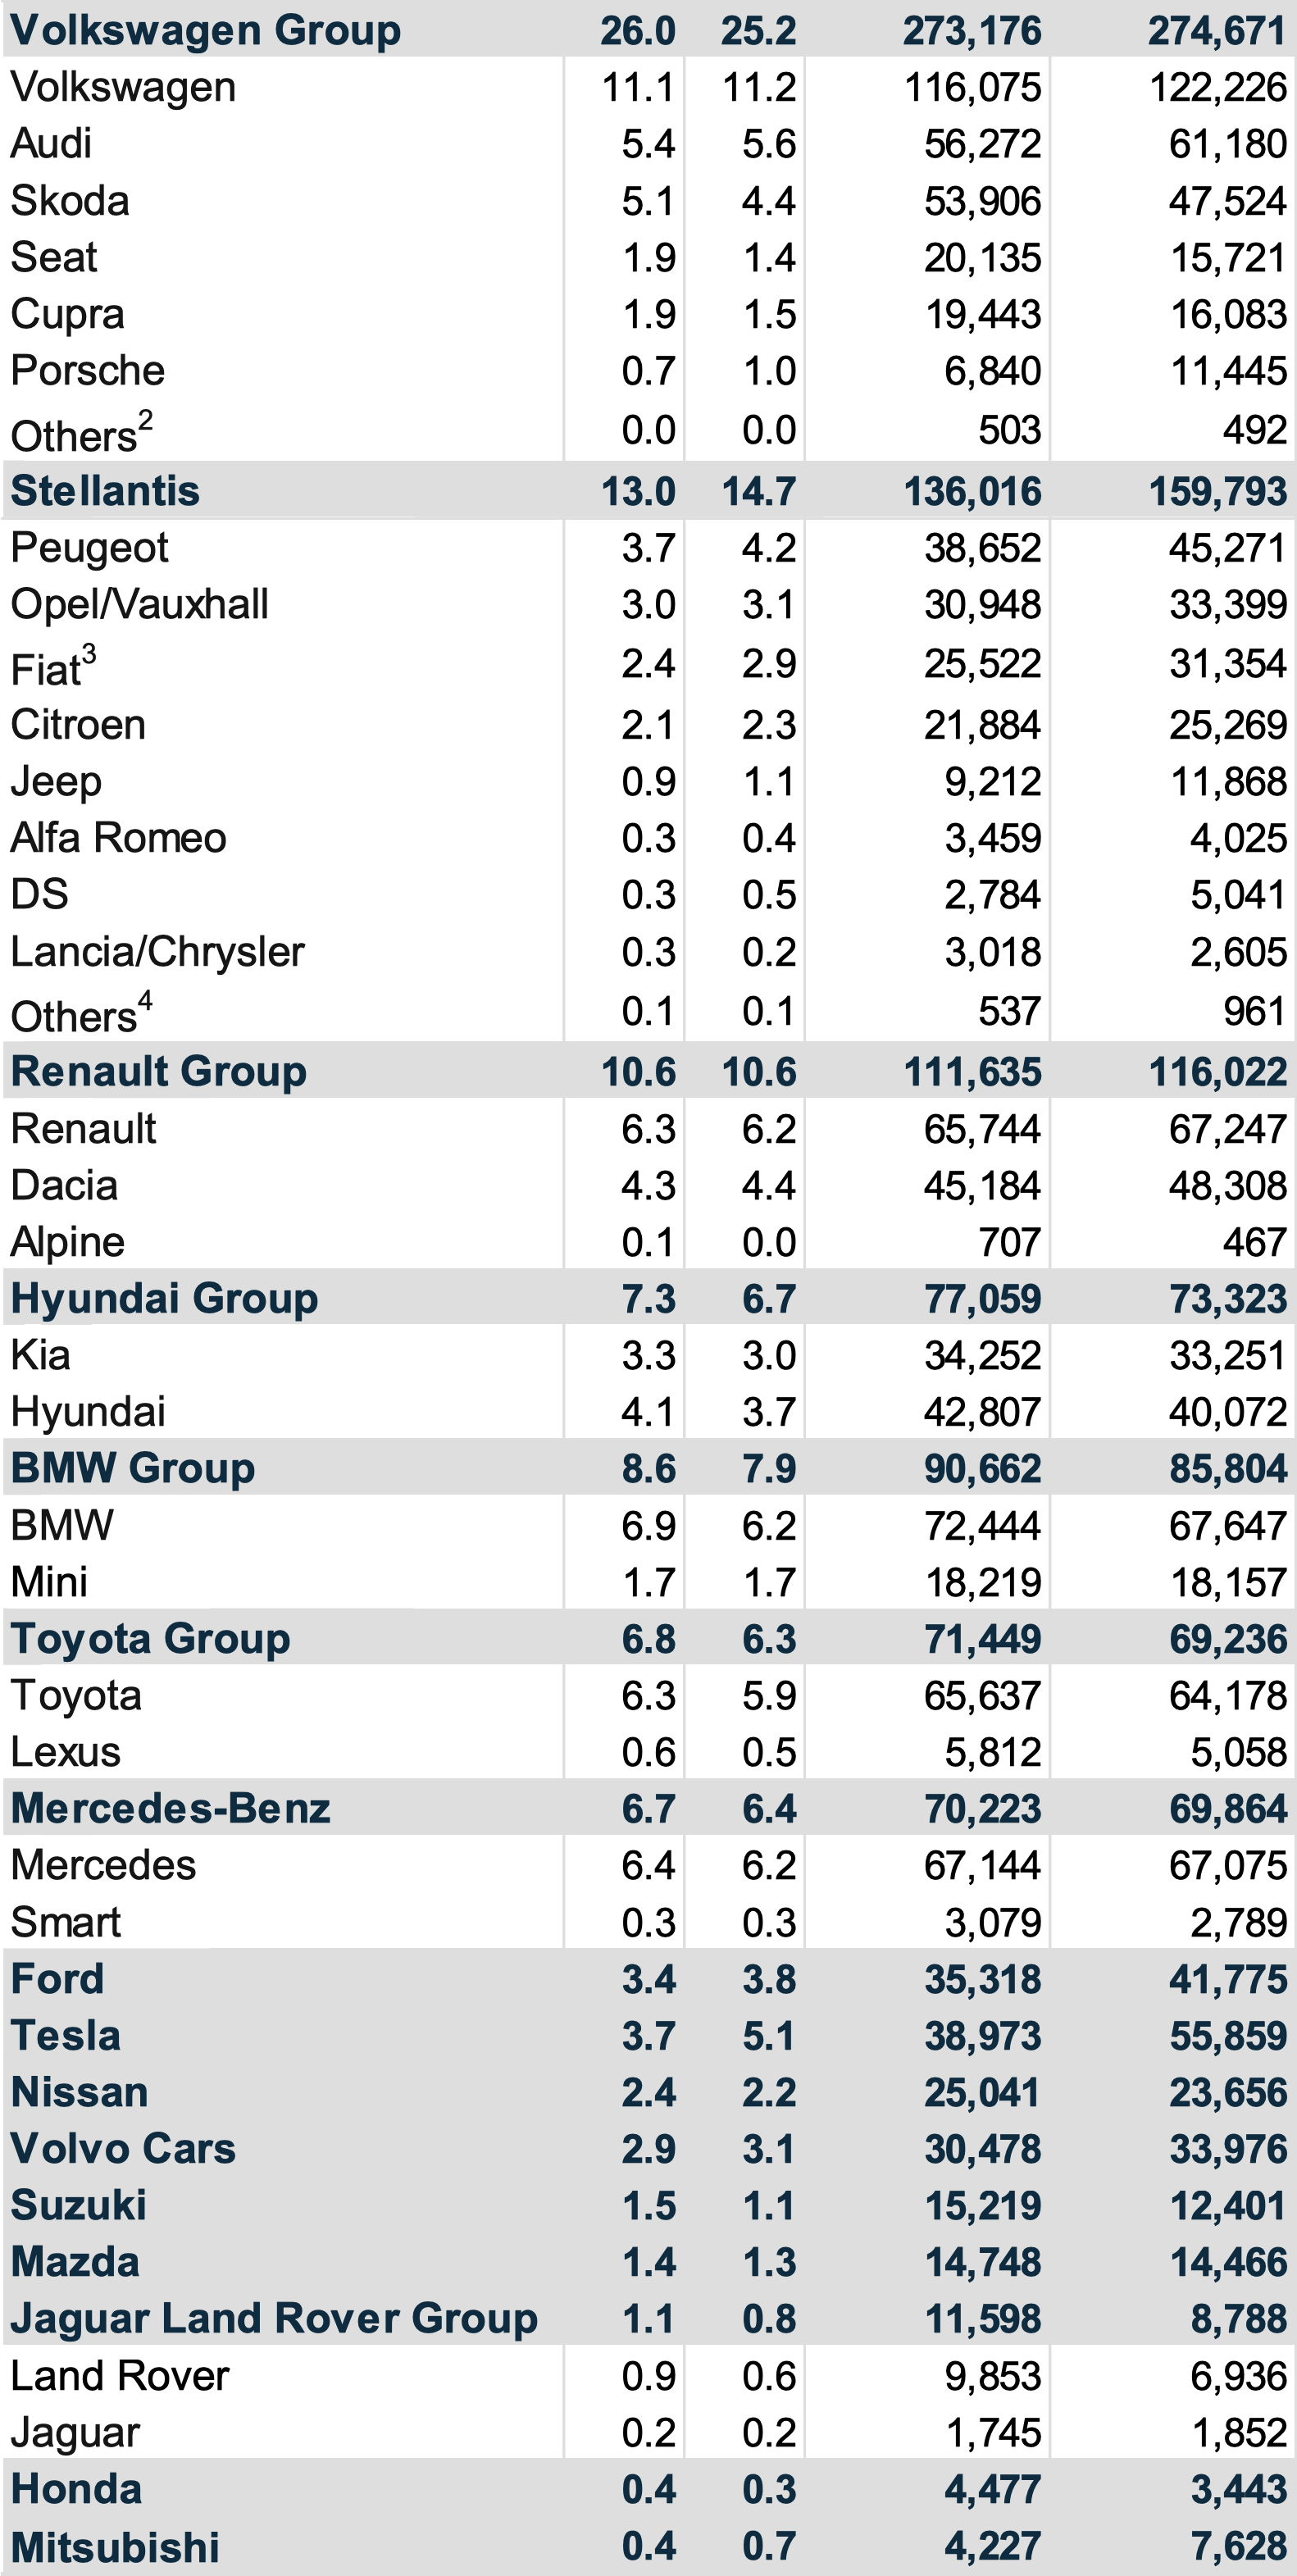 Volkswagen Group 26.0 25.2 273,176 274,671
Volkswagen 11.1 11.2 116,075 122,226
Audi 5.4 5.6 56,272 61,180
Skoda 5.1 4.4 53,906 47,524
Seat 1.9 1.4 20,135 15,721
Cupra 1.9 1.5 19,443 16,083
Porsche 0.7 1.0 6,840 11,445
Others² 0.0 0.0 503 492
Stellantis 13.0 14.7 136,016 159,793
Peugeot 3.7 4.2 38,652 45,271
Opel/Vauxhall 3.0 3.1 30,948 33,399
Fiat³ 2.4 2.9 25,522 31,354
Citroen 2.1 2.3 21,884 25,269
Jeep 0.9 1.1 9,212 11,868
Alfa Romeo 0.3 0.4 3,459 4,025
DS 0.3 0.5 2,784 5,041
Lancia/Chrysler 0.3 0.2 3,018 2,605
Others⁴ 0.1 0.1 537 961
Renault Group 10.6 10.6 111,635 116,022
Renault 6.3 6.2 65,744 67,247
Dacia 4.3 4.4 45,184 48,308
Alpine 0.1 0.0 707 467
Hyundai Group 7.3 6.7 77,059 73,323
Kia 3.3 3.0 34,252 33,251
Hyundai 4.1 3.7 42,807 40,072
BMW Group 8.6 7.9 90,662 85,804
BMW 6.9 6.2 72,444 67,647
Mini 1.7 1.7 18,219 18,157
Toyota Group 6.8 6.3 71,449 69,236
Toyota 6.3 5.9 65,637 64,178
Lexus 0.6 0.5 5,812 5,058
Mercedes-Benz 6.7 6.4 70,223 69,864
Mercedes 6.4 6.2 67,144 67,075
Smart 0.3 0.3 3,079 2,789
Ford 3.4 3.8 35,318 41,775
Tesla 3.7 5.1 38,973 55,859
Nissan 2.4 2.2 25,041 23,656
Volvo Cars 2.9 3.1 30,478 33,976
Suzuki 1.5 1.1 15,219 12,401
Mazda 1.4 1.3 14,748 14,466
Jaguar Land Rover Group 1.1 0.8 11,598 8,788
Land Rover 0.9 0.6 9,853 6,936
Jaguar 0.2 0.2 1,745 1,852
Honda 0.4 0.3 4,477 3,443
Mitsubishi 0.4 0.7 4,227 7,628